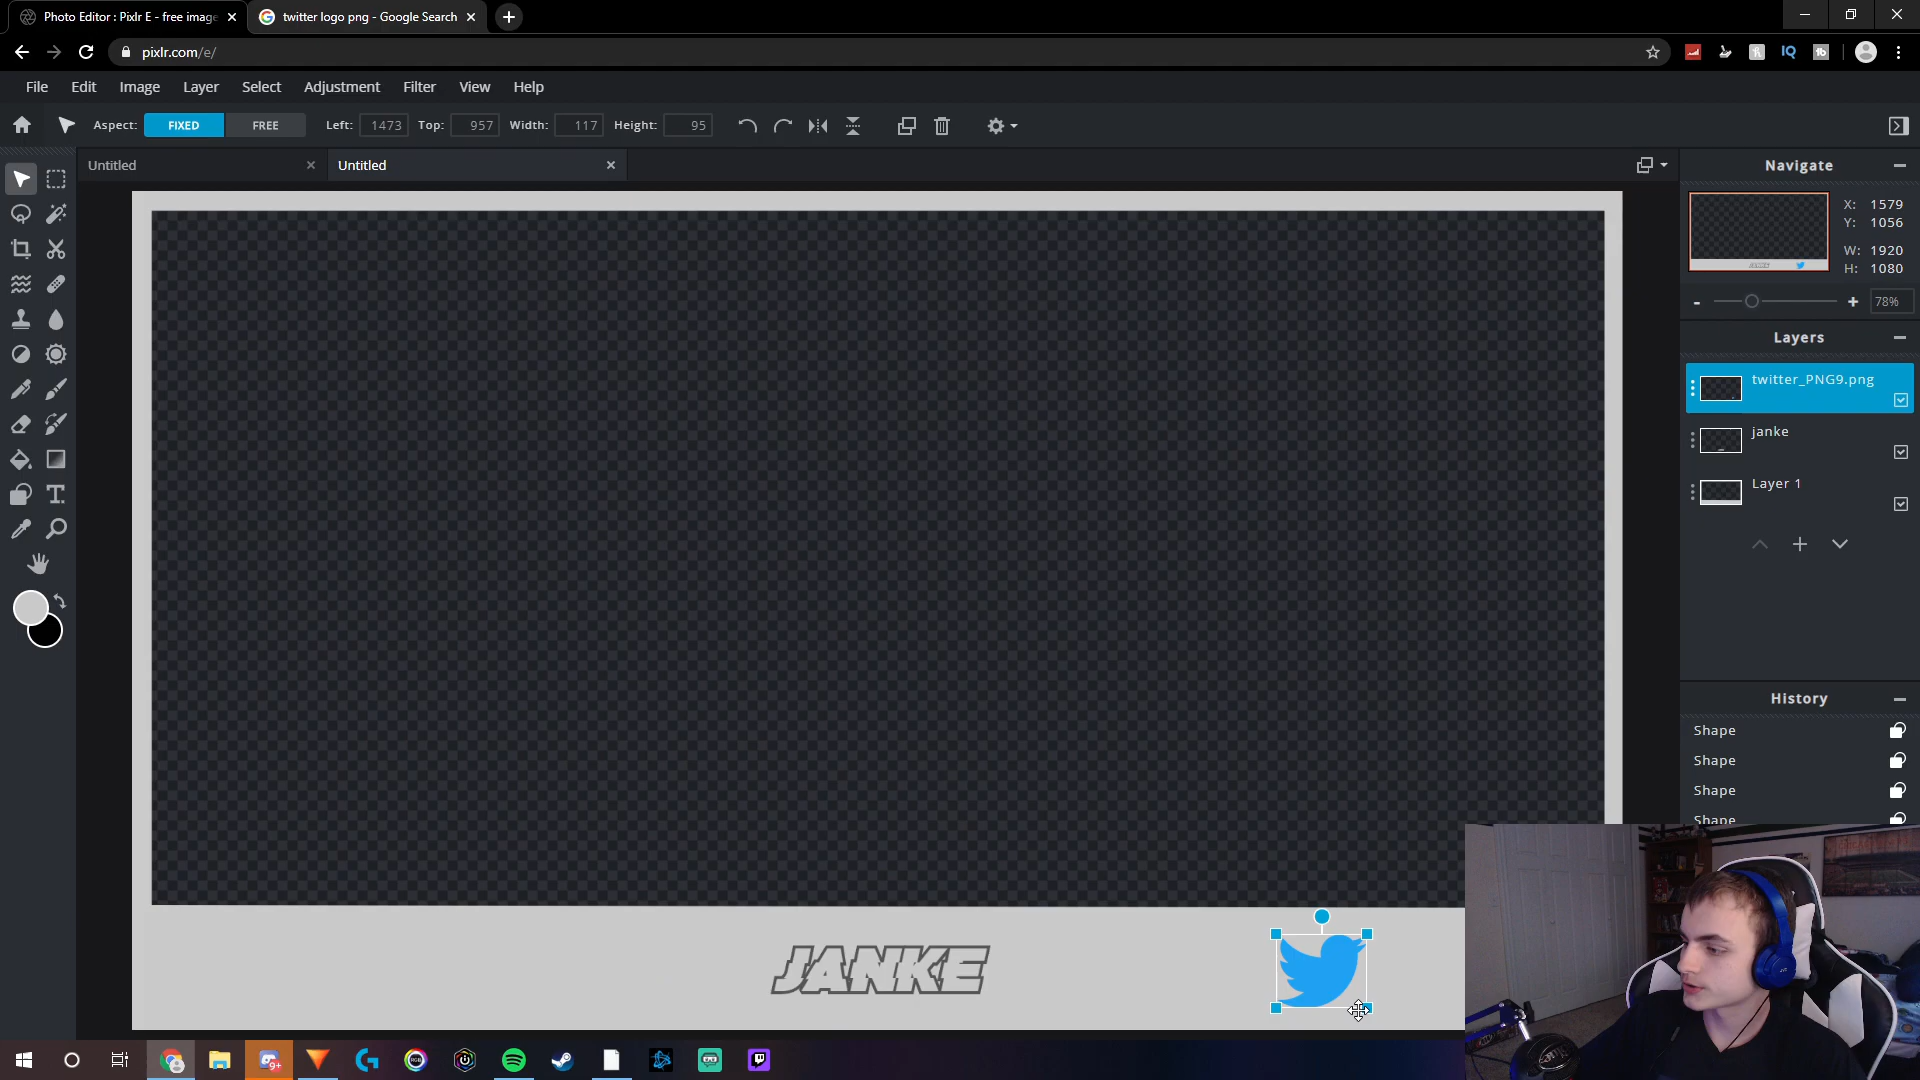 Photo Editor : Pixlr E - free image
twitter logo png - Google Search
pixlr.com/e/
IQ
File Edit Image Layer Select Adjustment Filter View Help
Aspect: FIXED FREE Left: 1473 Top: 957 Width: 117 Height: 95
Untitled
Untitled
Navigate
X: 1579
Y: 1056
W: 1920
H: 1080
- + 78%
Layers
twitter_PNG9.png
janke
Layer 1
History
Shape
Shape
Shape
Shape
JANKE